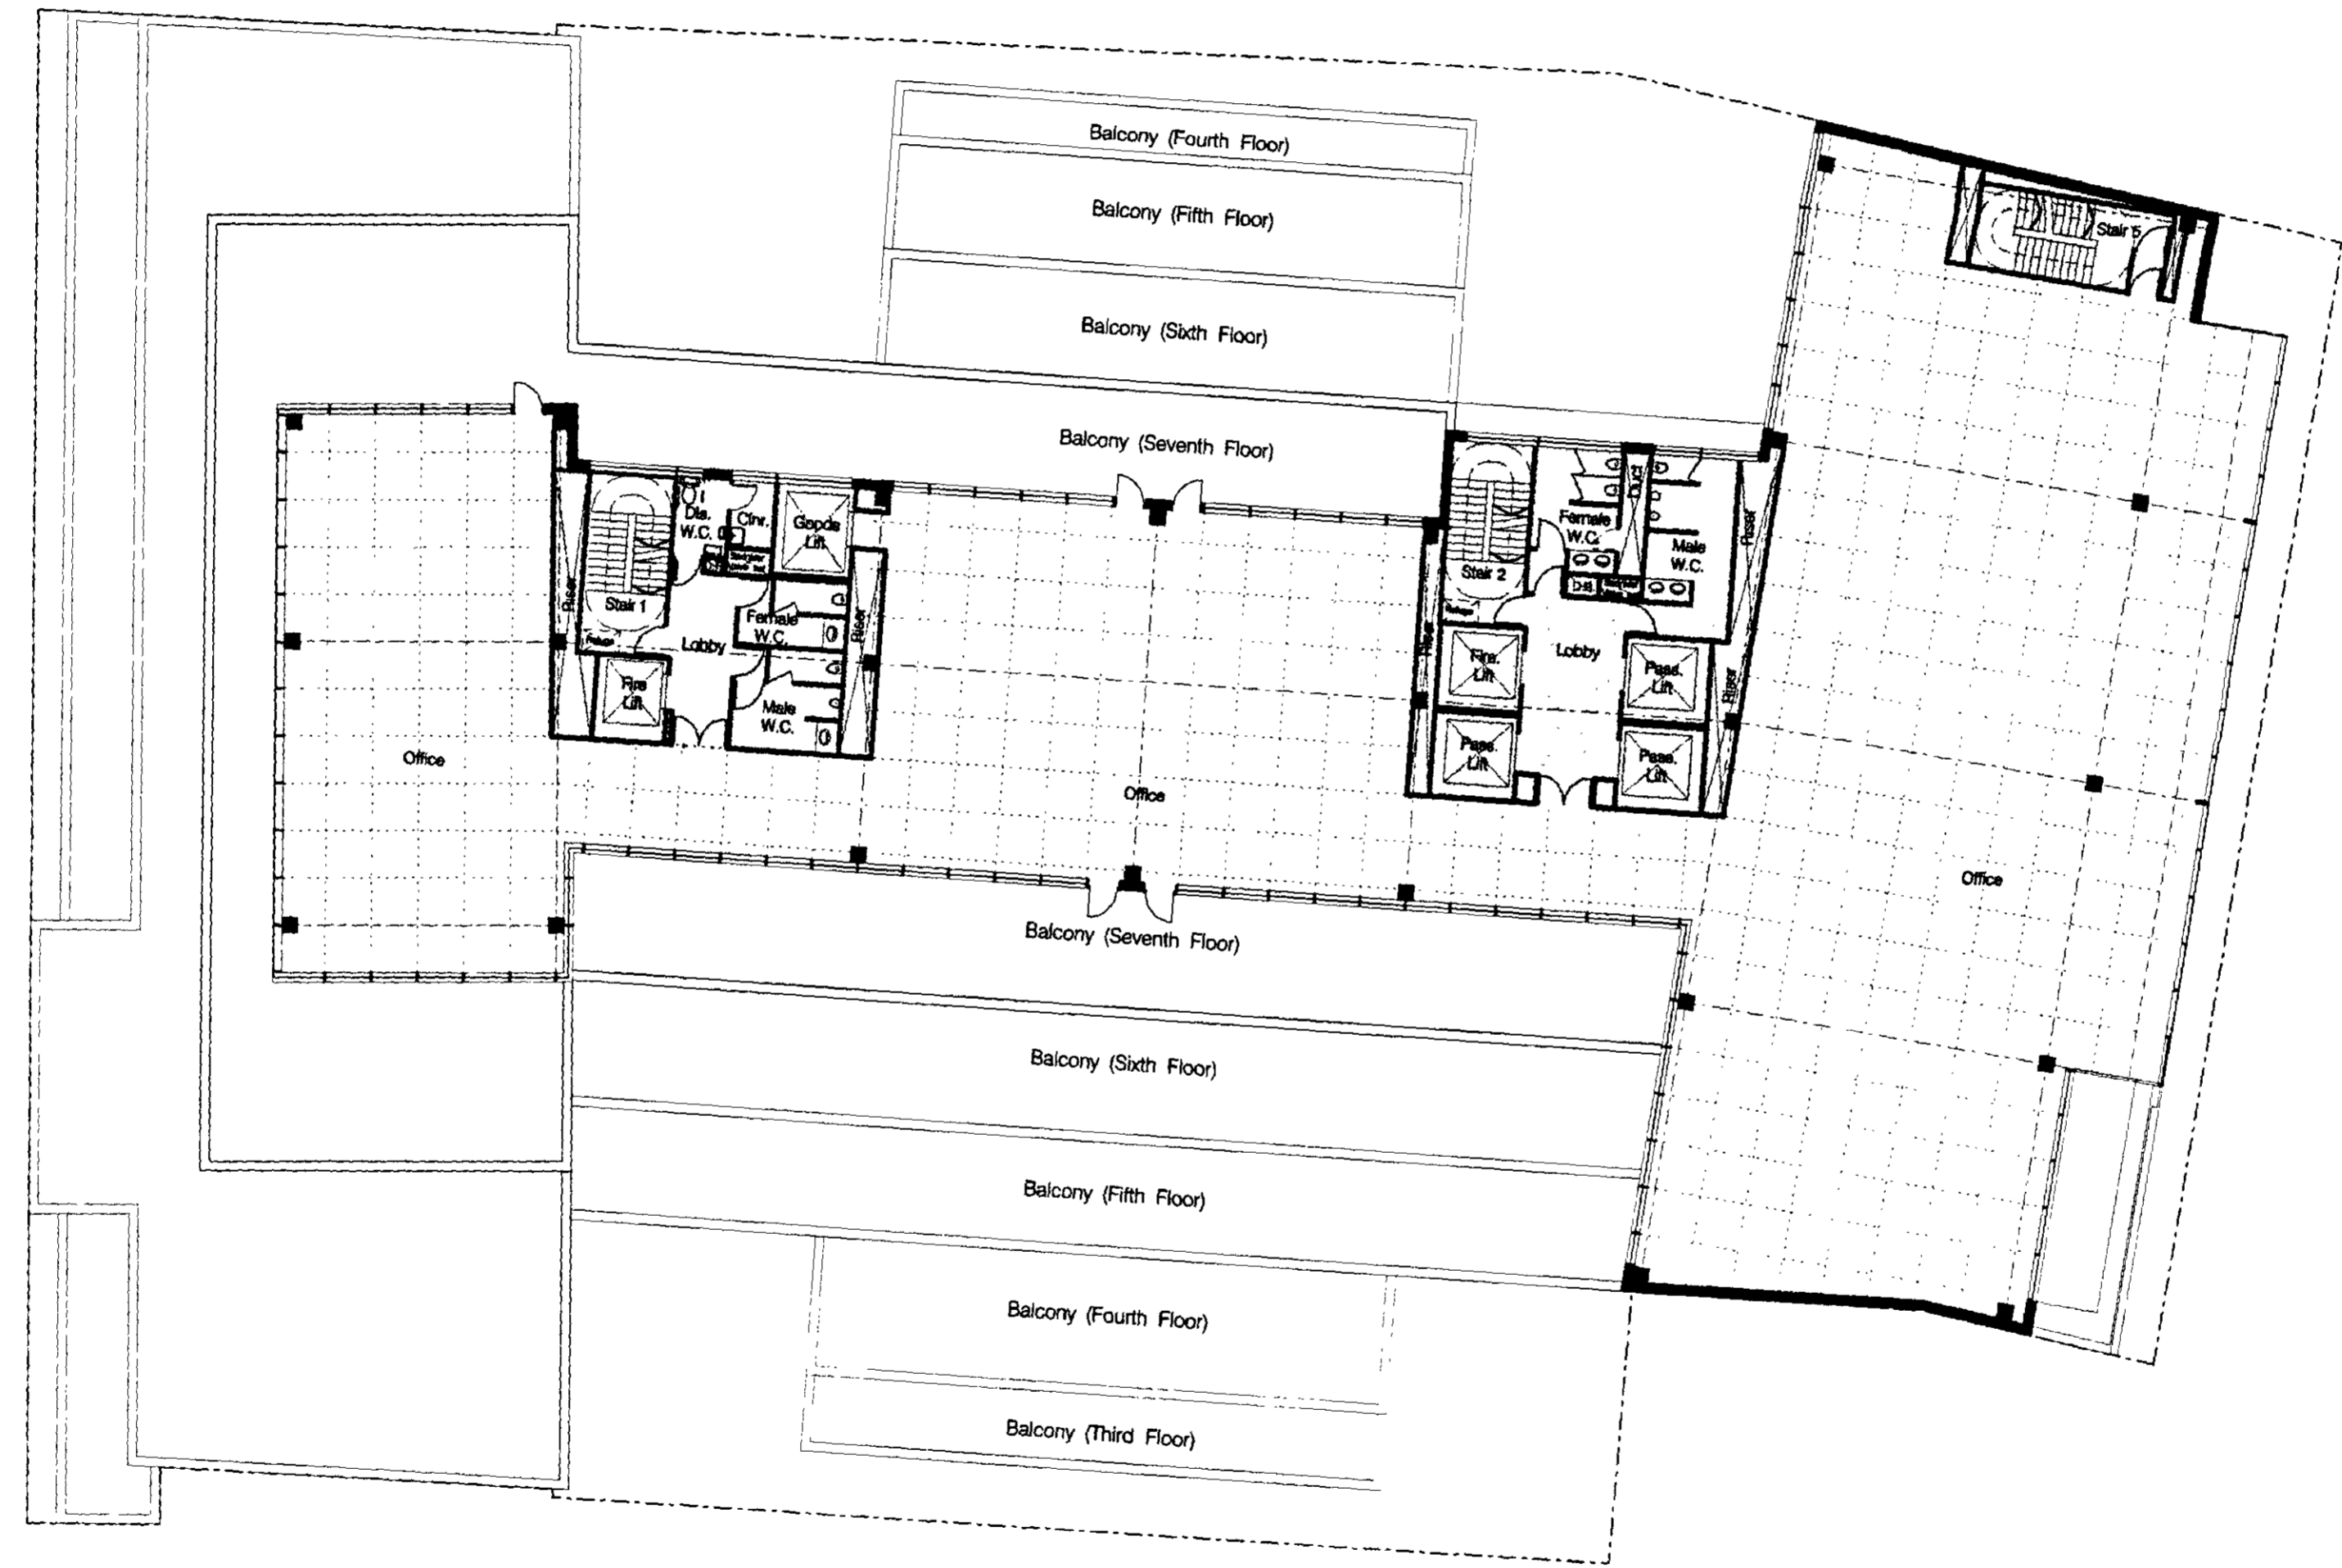 Balcony (Fourth Floor)
Balcony (Fifth Floor)
Stair 5
Balcony (Sixth Floor)
Balcony (Seventh Floor)
Dis.
W.C.
Clnr.
Goods
Lift
Riser
Stair 1
Refuge
Lobby
Female
W.C.
Riser
Fire
Lift
Male
W.C.
Duct
Female
W.C.
Male
W.C.
Riser
Stair 2
Refuge
Riser
Fire.
Lift
Lobby
Pass.
Lift
Riser
Pass.
Lift
Pass.
Lift
Office
Office
Office
Balcony (Seventh Floor)
Balcony (Sixth Floor)
Balcony (Fifth Floor)
Balcony (Fourth Floor)
Balcony (Third Floor)